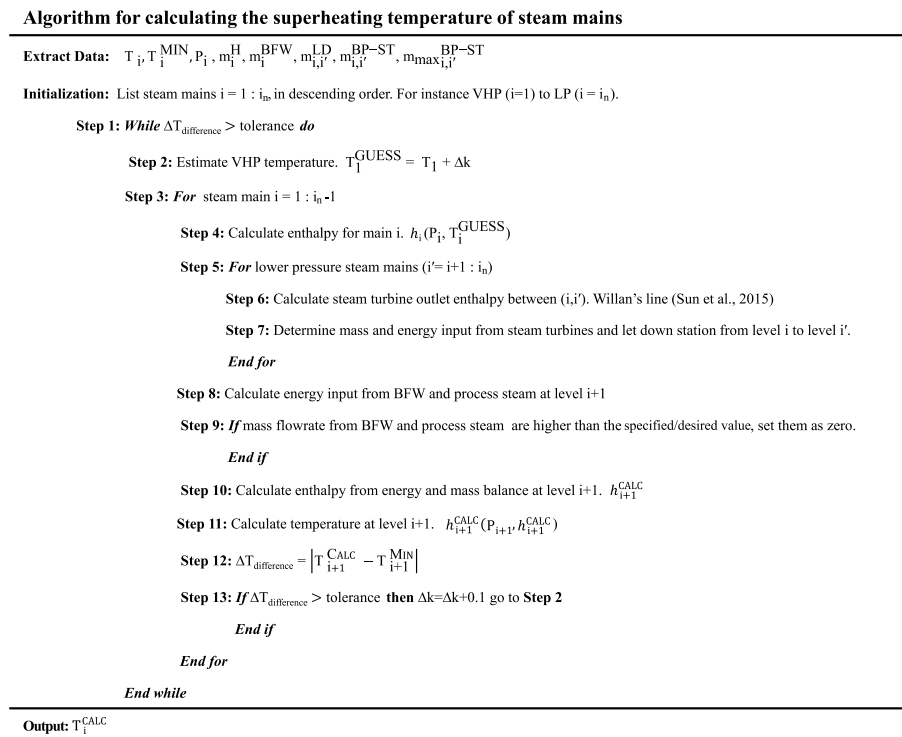 Algorithm for calculating the superheating temperature of steam mains
Extract Data: T i, T i MIN, P i, m i H, m i BFW, m i,i′ LD, m i,i′ BP−ST, m max i,i′ BP−ST
Initialization: List steam mains i = 1 : in, in descending order. For instance VHP (i=1) to LP (i = in).
Step 1: While ΔTdifference > tolerance do
Step 2: Estimate VHP temperature. T1 GUESS = T1 + Δk
Step 3: For steam main i = 1 : in -1
Step 4: Calculate enthalpy for main i. hi (Pi, Ti GUESS)
Step 5: For lower pressure steam mains (i′= i+1 : in)
Step 6: Calculate steam turbine outlet enthalpy between (i,i′). Willan’s line (Sun et al., 2015)
Step 7: Determine mass and energy input from steam turbines and let down station from level i to level i′.
End for
Step 8: Calculate energy input from BFW and process steam at level i+1
Step 9: If mass flowrate from BFW and process steam are higher than the specified/desired value, set them as zero.
End if
Step 10: Calculate enthalpy from energy and mass balance at level i+1. h i+1 CALC
Step 11: Calculate temperature at level i+1. h i+1 CALC (Pi+1, h i+1 CALC)
Step 12: ΔTdifference = |T i+1 CALC − T i+1 MIN|
Step 13: If ΔTdifference > tolerance then Δk=Δk+0.1 go to Step 2
End if
End for
End while
Output: Ti CALC